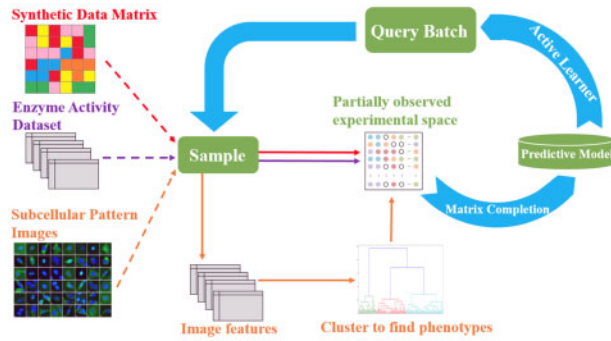 Synthetic Data Matrix
Query Batch
Active Learner
Enzyme Activity
Dataset
Partially observed
experimental space
Sample
Predictive Model
Matrix Completion
Subcellular Pattern
Images
Image features
Cluster to find phenotypes